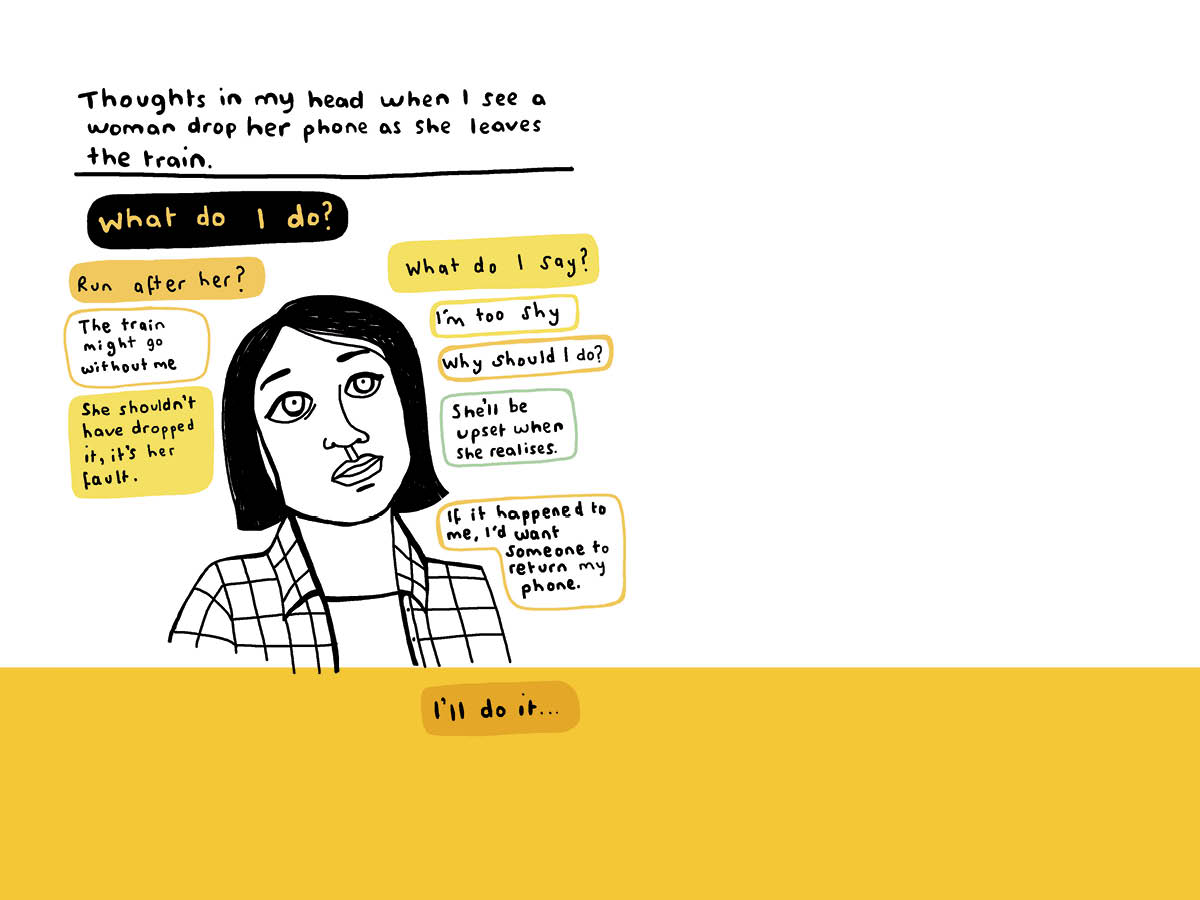 Thoughts in my head when I see a
woman drop her phone as she leaves
the train.
What do I do?
Run after her?
The train
might go
without me
She shouldn't
have dropped
it, it's her
fault.
What do I say?
I'm too shy
Why should I do?
She'll be
upset when
she realises.
If it happened to
me, I'd want
someone to
return my
phone.
I'll do it...